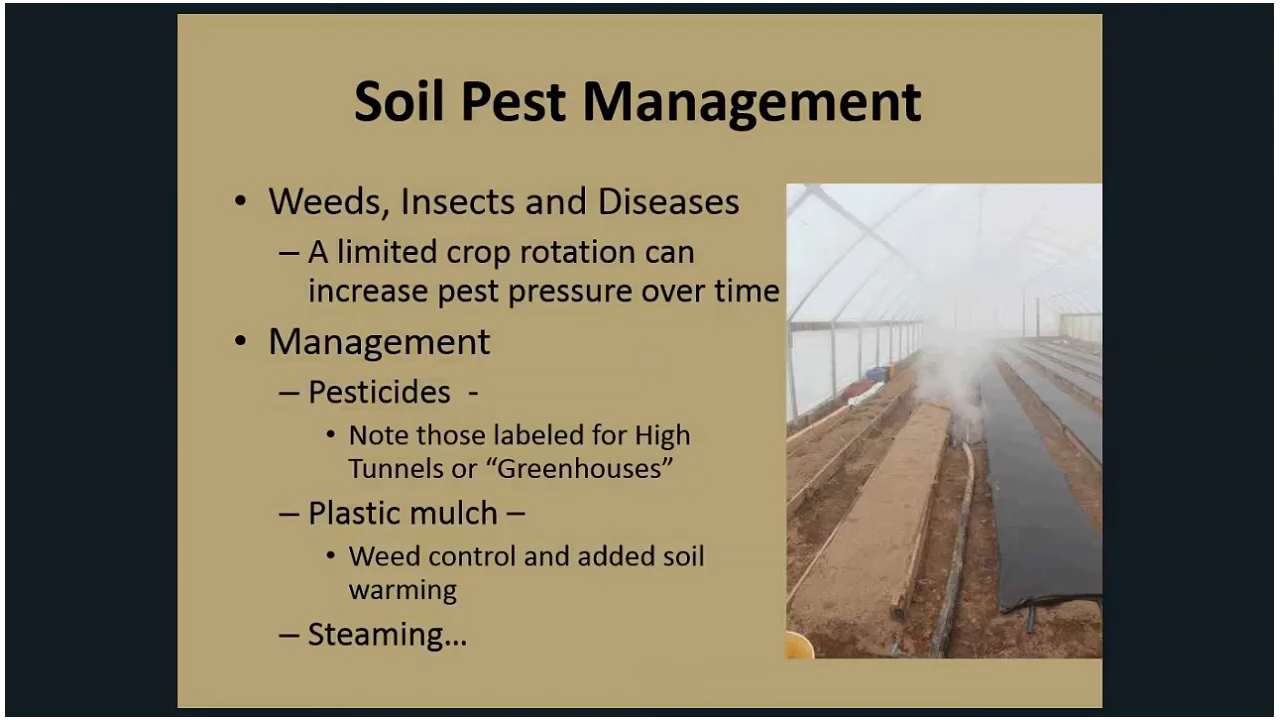 Soil Pest Management
• Weeds, Insects and Diseases
– A limited crop rotation can
increase pest pressure over time
• Management
– Pesticides  -
• Note those labeled for High
Tunnels or “Greenhouses”
– Plastic mulch –
• Weed control and added soil
warming
– Steaming…